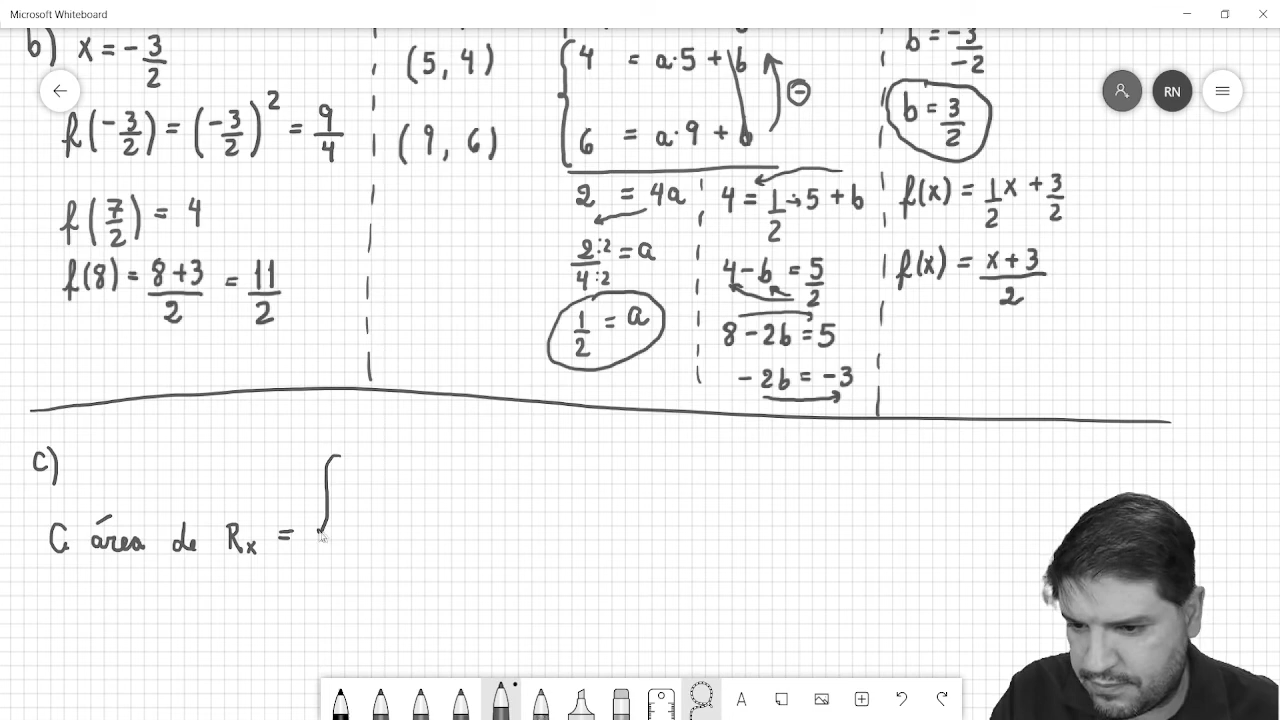 Microsoft Whiteboard
RN
b) x = -3/2
f(-3/2) = (-3/2)² = 9/4
f(7/2) = 4
f(8) = 8+3/2 = 11/2
(5, 4)
(9, 6)
4 = a·5 + b
6 = a·9 + b
2 = 4a
2:2/4:2 = a
1/2 = a
4 = 1/2·5 + b
4 - b = 5/2
8 - 2b = 5
-2b = -3
b = -3/-2
b = 3/2
f(x) = 1/2 x + 3/2
f(x) = x+3/2
c)
a área de Rx =